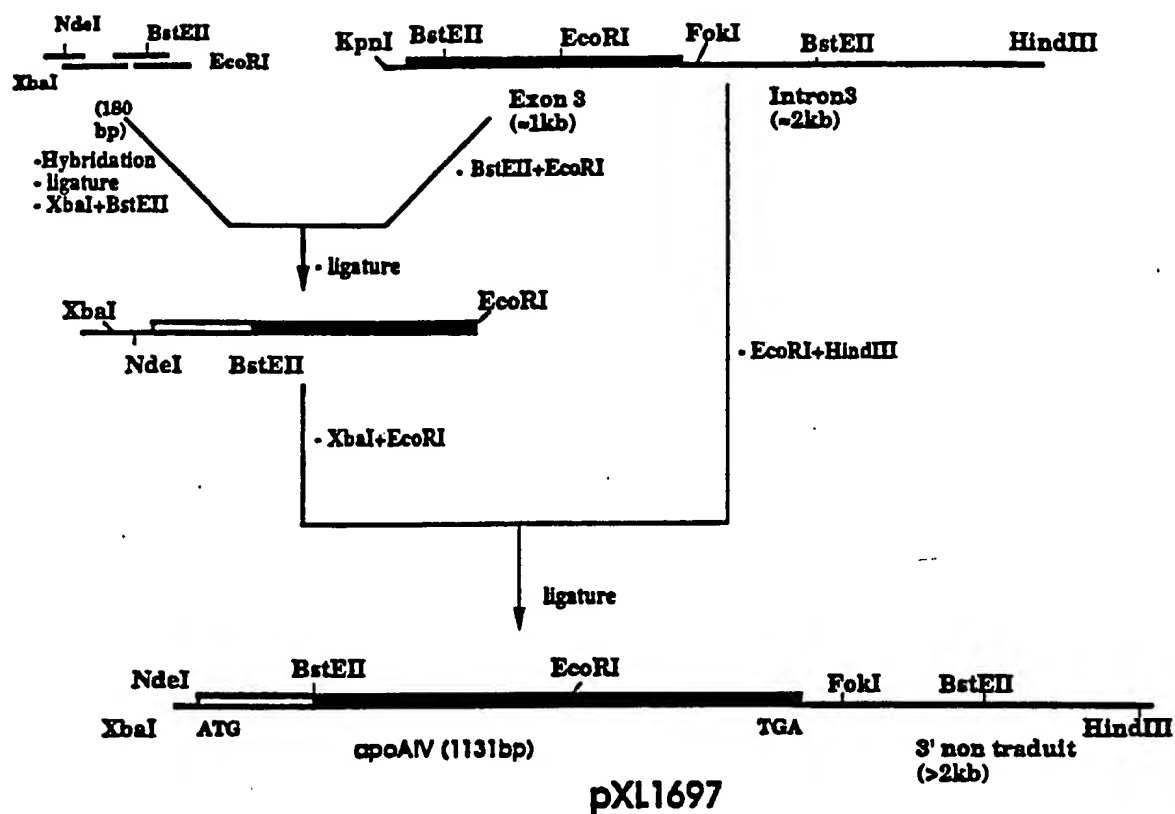 NdeI
BstEII
XbaI
EcoRI
KpnI
BstEII
EcoRI
FokI
BstEII
HindIII
(180
bp)
-Hybridation
- ligature
- XbaI+BstEII
Exon 3
(≈1kb)
Intron3
(≈2kb)
- BstEII+EcoRI
- ligature
XbaI
EcoRI
NdeI
BstEII
- EcoRI+HindIII
- XbaI+EcoRI
ligature
NdeI
BstEII
EcoRI
FokI
BstEII
XbaI
ATG
TGA
HindIII
apoAIV (1131bp)
3' non traduit
(>2kb)
pXL1697